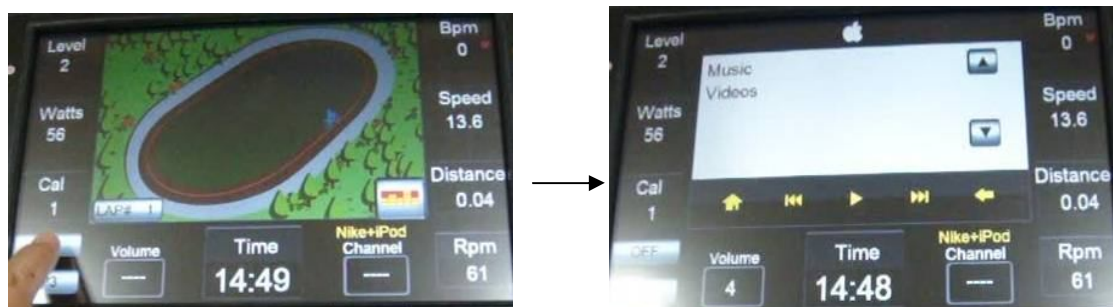 Level
2
Watts
56
Cal
1
LAP# 1
Bpm
0
Speed
13.6
Distance
0.04
Rpm
61
Volume
----
Time
14:49
Nike+iPod
Channel
----
Level
2
Watts
56
Cal
1
OFF
Music
Videos
Bpm
0
Speed
13.6
Distance
0.04
Rpm
61
Volume
4
Time
14:48
Nike+iPod
Channel
----